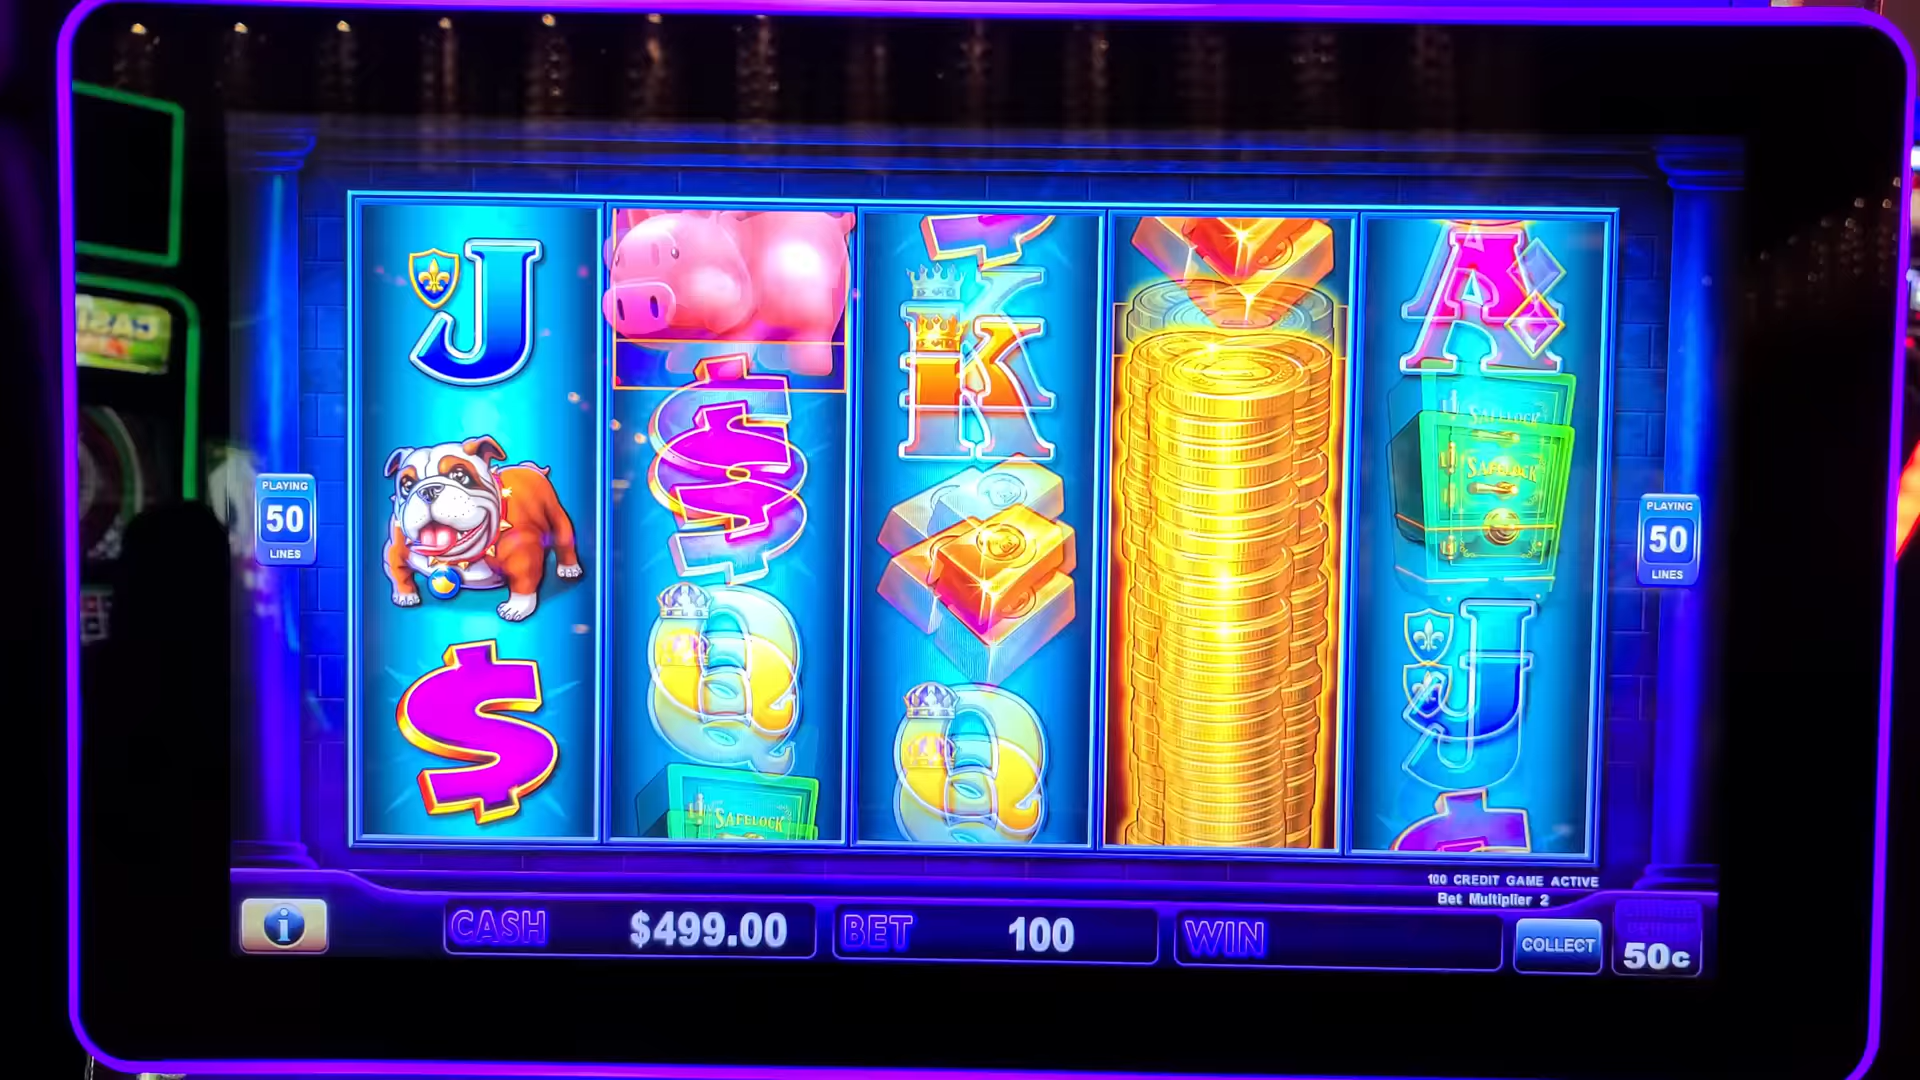 J
K
A
SAFELOCK
SAFELOCK
PLAYING
50
LINES
PLAYING
50
LINES
$
$
Q
J
Q
SAFELOCK
100 CREDIT GAME ACTIVE
Bet Multiplier 2
CASH $499.00 BET 100 WIN COLLECT 50c